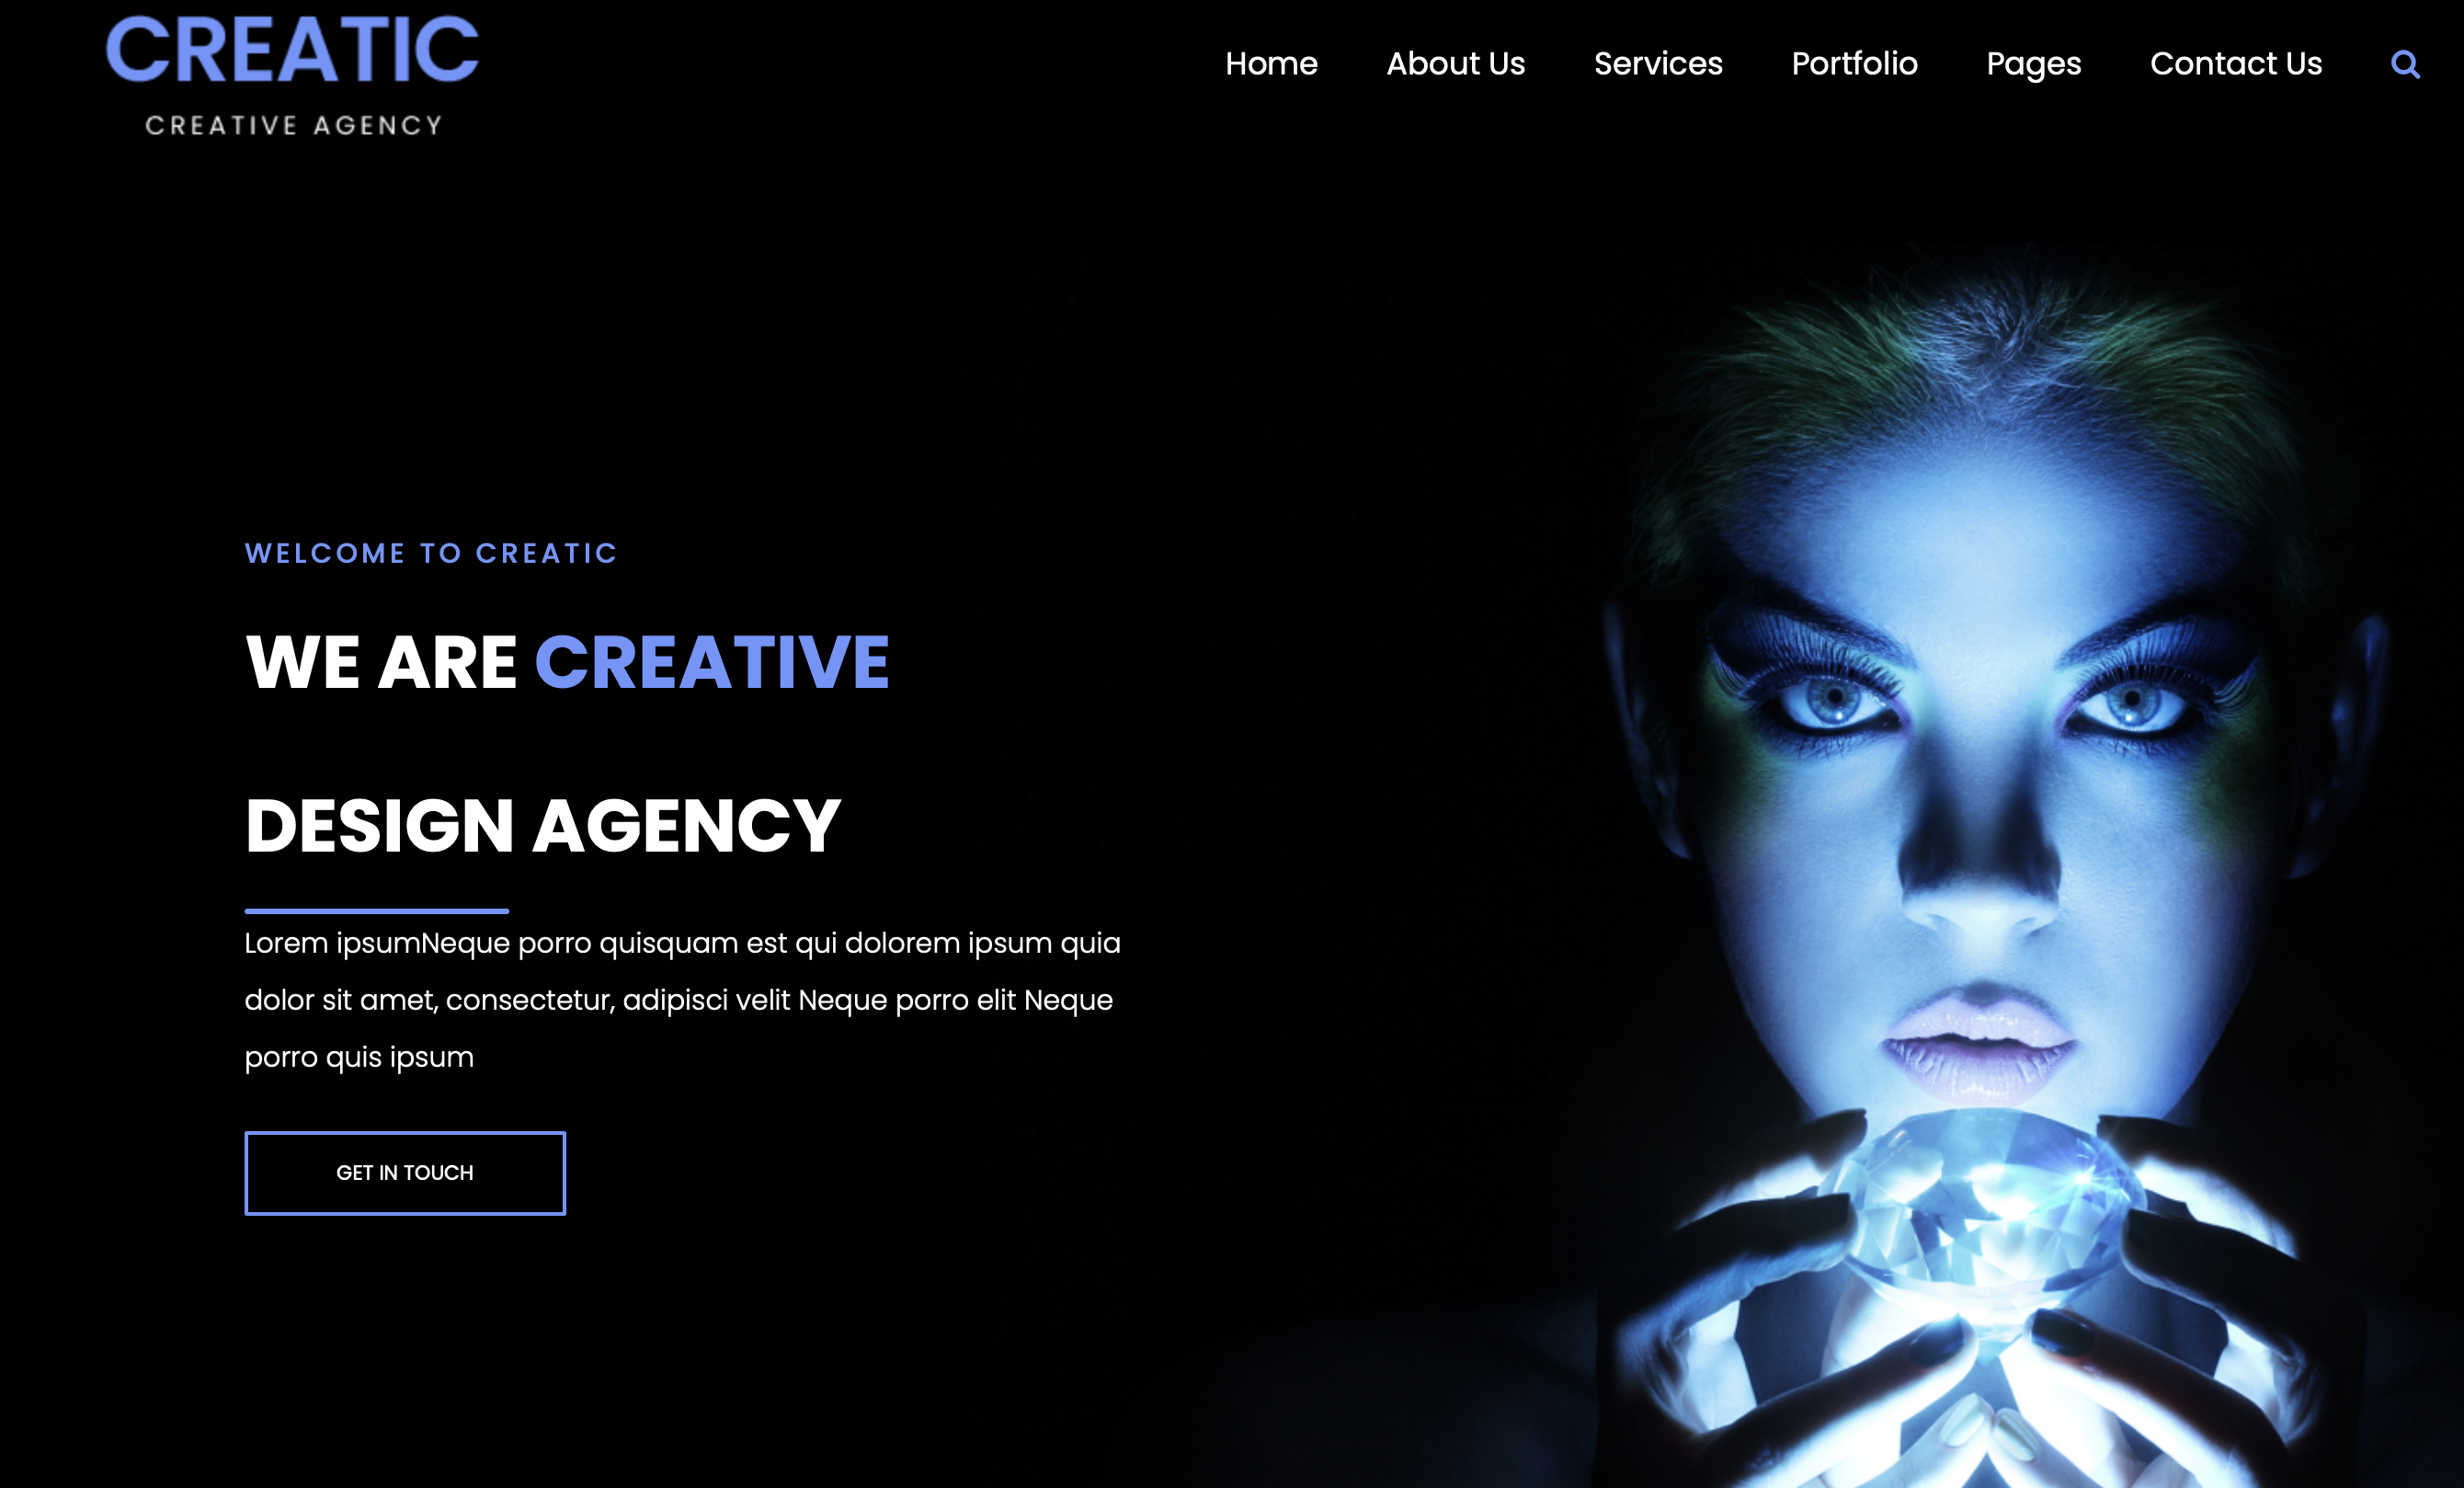 CREATIC
CREATIVE AGENCY
Home About Us Services Portfolio Pages Contact Us
WELCOME TO CREATIC
WE ARE CREATIVE
DESIGN AGENCY
Lorem ipsumNeque porro quisquam est qui dolorem ipsum quia
dolor sit amet, consectetur, adipisci velit Neque porro elit Neque
porro quis ipsum
GET IN TOUCH